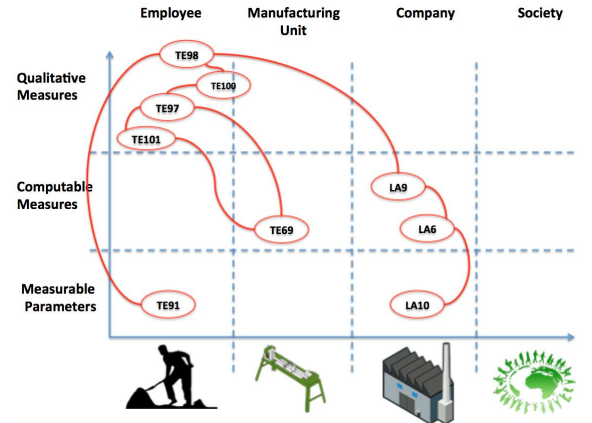 Employee
Manufacturing
Unit
Company
Society
Qualitative
Measures
TE98
TE100
TE97
TE101
Computable
Measures
LA9
TE69
LA6
Measurable
Parameters
TE91
LA10